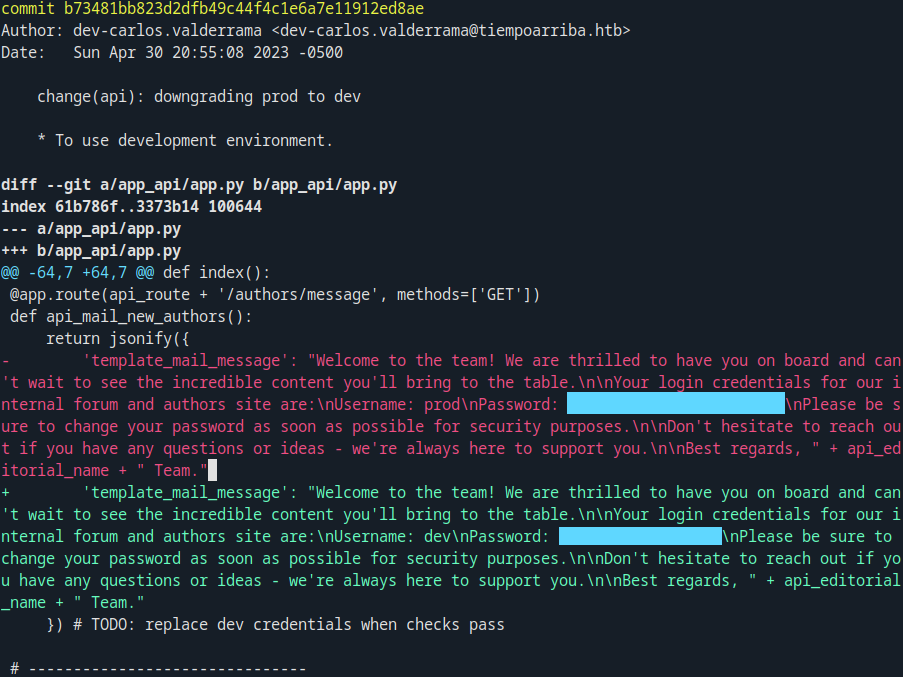 commit b73481bb823d2dfb49c44f4c1e6a7e11912ed8ae
Author: dev-carlos.valderrama <dev-carlos.valderrama@tiempoarriba.htb>
Date:   Sun Apr 30 20:55:08 2023 -0500

    change(api): downgrading prod to dev

    * To use development environment.

diff --git a/app_api/app.py b/app_api/app.py
index 61b786f..3373b14 100644
--- a/app_api/app.py
+++ b/app_api/app.py
@@ -64,7 +64,7 @@ def index():
 @app.route(api_route + '/authors/message', methods=['GET'])
 def api_mail_new_authors():
     return jsonify({
-        'template_mail_message': "Welcome to the team! We are thrilled to have you on board and can
't wait to see the incredible content you'll bring to the table.\n\nYour login credentials for our i
nternal forum and authors site are:\nUsername: prod\nPassword: \nPlease be s
ure to change your password as soon as possible for security purposes.\n\nDon't hesitate to reach ou
t if you have any questions or ideas - we're always here to support you.\n\nBest regards, " + api_ed
itorial_name + " Team."
+        'template_mail_message': "Welcome to the team! We are thrilled to have you on board and can
't wait to see the incredible content you'll bring to the table.\n\nYour login credentials for our i
nternal forum and authors site are:\nUsername: dev\nPassword: \nPlease be sure to
change your password as soon as possible for security purposes.\n\nDon't hesitate to reach out if yo
u have any questions or ideas - we're always here to support you.\n\nBest regards, " + api_editorial
_name + " Team."
     }) # TODO: replace dev credentials when checks pass

 # -------------------------------